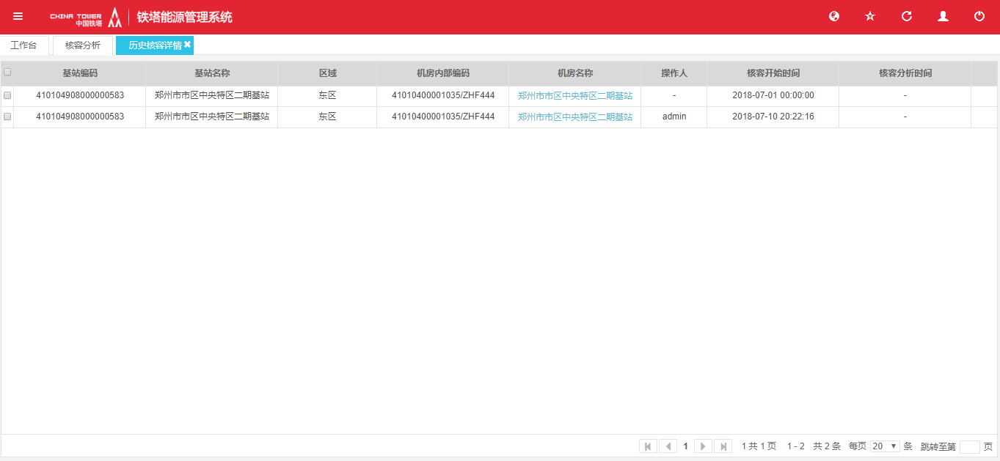 CHINA TOWER
中国铁塔
铁塔能源管理系统
工作台 核容分析 历史核容详情
基站编码 基站名称 区域 机房内部编码 机房名称 操作人 核容开始时间 核容分析时间
410104908000000583 郑州市市区中央特区二期基站 东区 41010400001035/ZHF444 郑州市市区中央特区二期基站 - 2018-07-01 00:00:00 -
410104908000000583 郑州市市区中央特区二期基站 东区 41010400001035/ZHF444 郑州市市区中央特区二期基站 admin 2018-07-10 20:22:16 -
1 1 共 1 页 1 - 2 共 2 条 每页 20 条 跳转至第 页